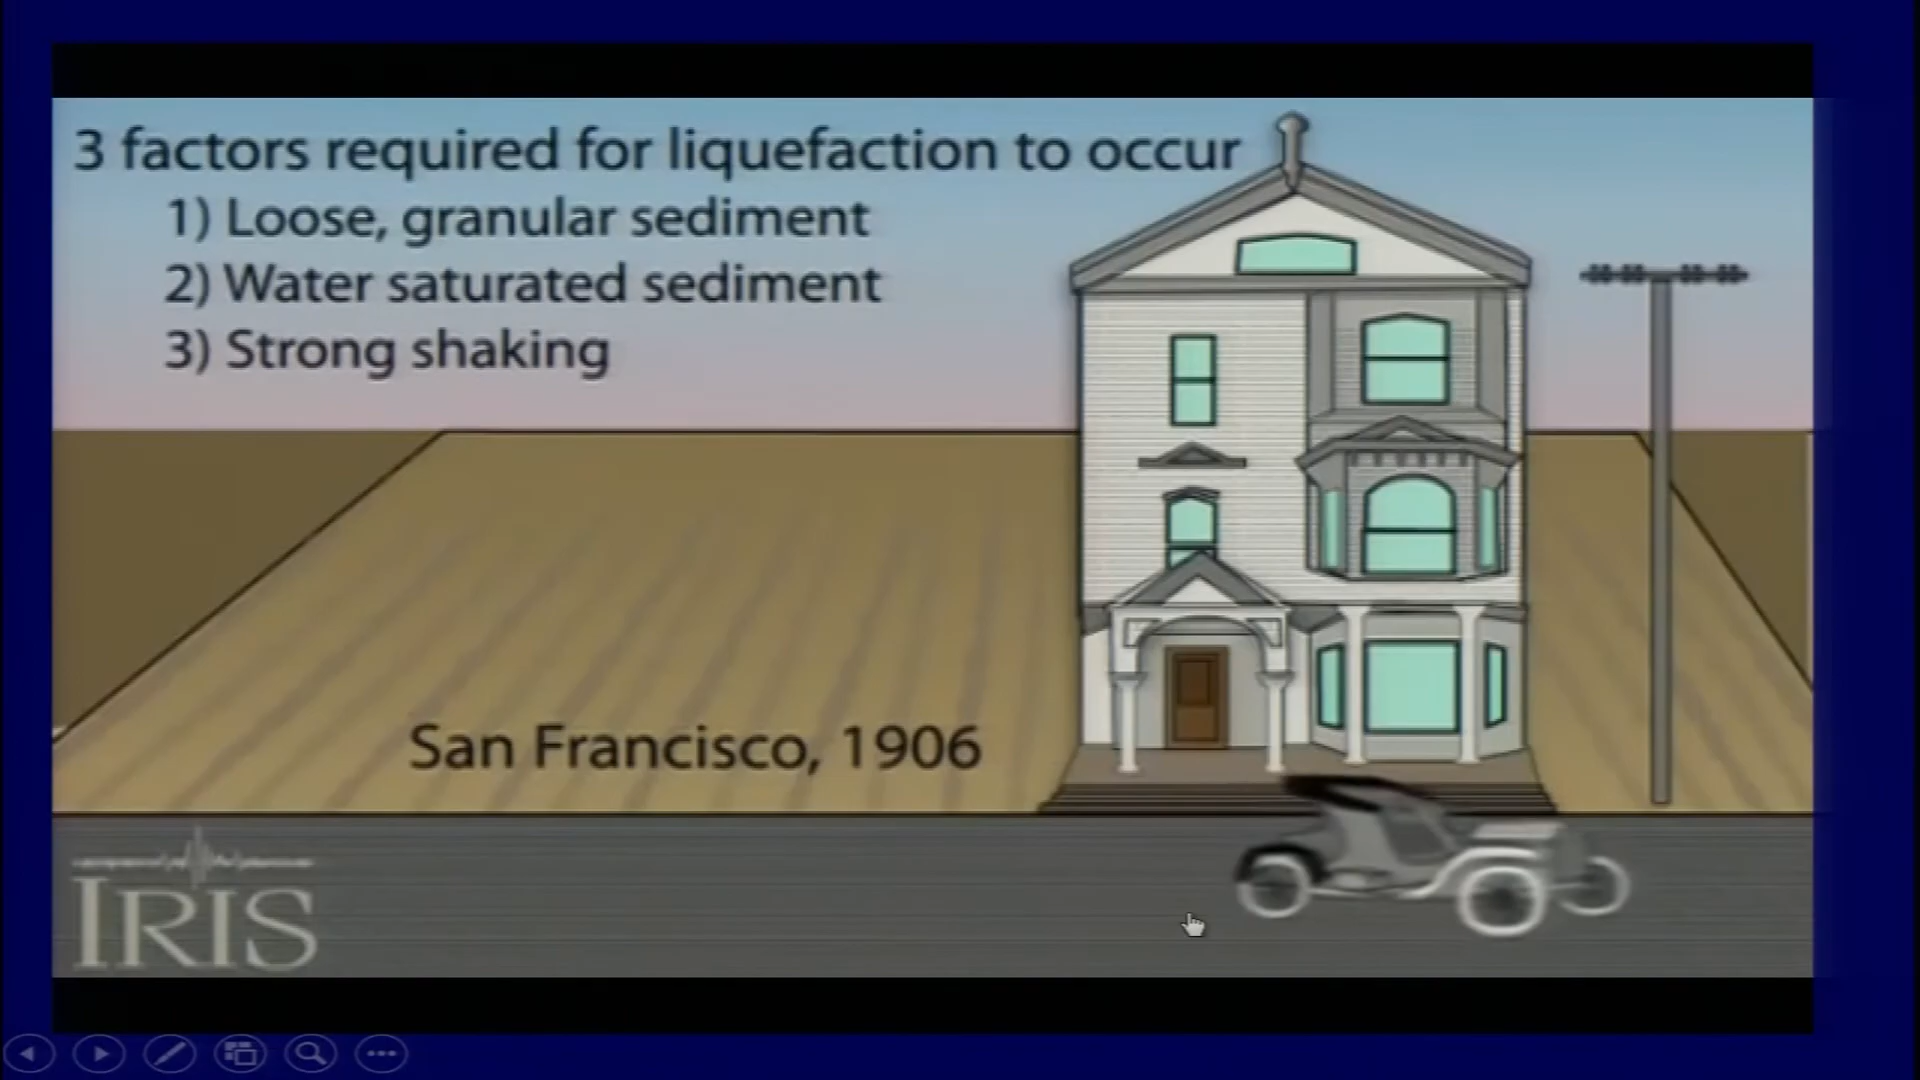 3 factors required for liquefaction to occur
1) Loose, granular sediment
2) Water saturated sediment
3) Strong shaking
San Francisco, 1906
IRIS